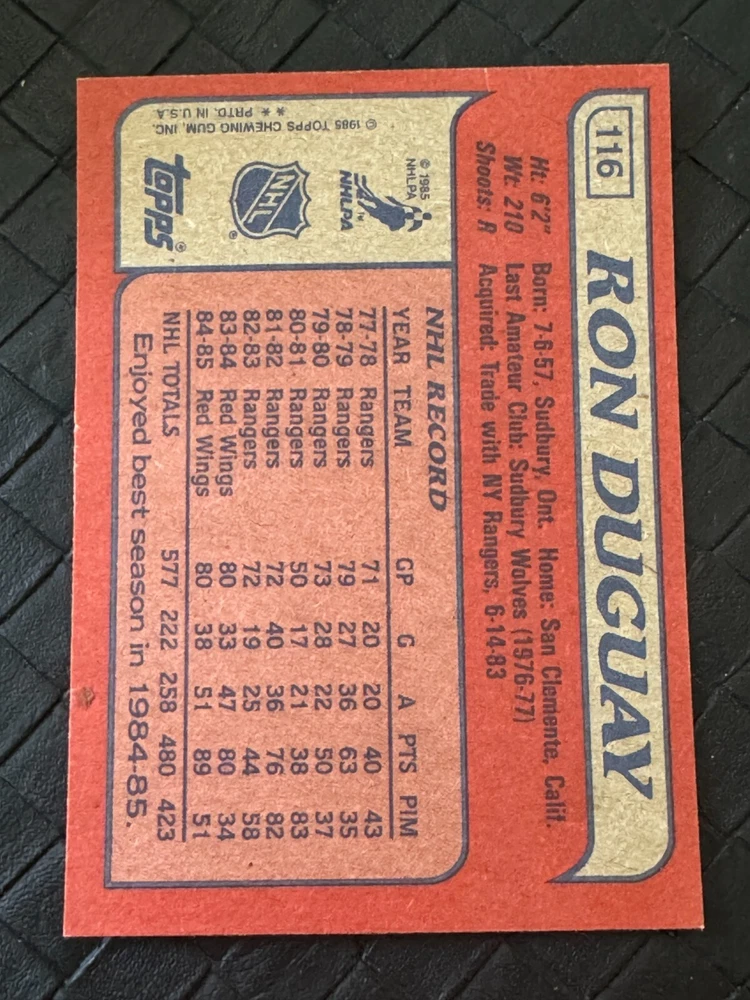 116
RON DUGUAY
Ht: 6'2" Born: 7-6-57, Sudbury, Ont. Home: San Clemente, Calif.
Wt: 210 Last Amateur Club: Sudbury Wolves (1976-77)
Shoots: R Acquired: Trade with NY Rangers, 6-14-83
© 1985
NHLPA
NHLPA™
NHL®
topps®
© 1985 TOPPS CHEWING GUM, INC.
** PRTD. IN U.S.A.
NHL RECORD
YEAR TEAM GP G A PTS PIM
77-78 Rangers 71 20 20 40 43
78-79 Rangers 79 27 36 63 35
79-80 Rangers 73 28 22 50 37
80-81 Rangers 50 17 21 38 83
81-82 Rangers 72 40 36 76 82
82-83 Rangers 72 19 25 44 58
83-84 Red Wings 80 33 47 80 34
84-85 Red Wings 80 38 51 89 51
NHL TOTALS 577 222 258 480 423
Enjoyed best season in 1984-85.